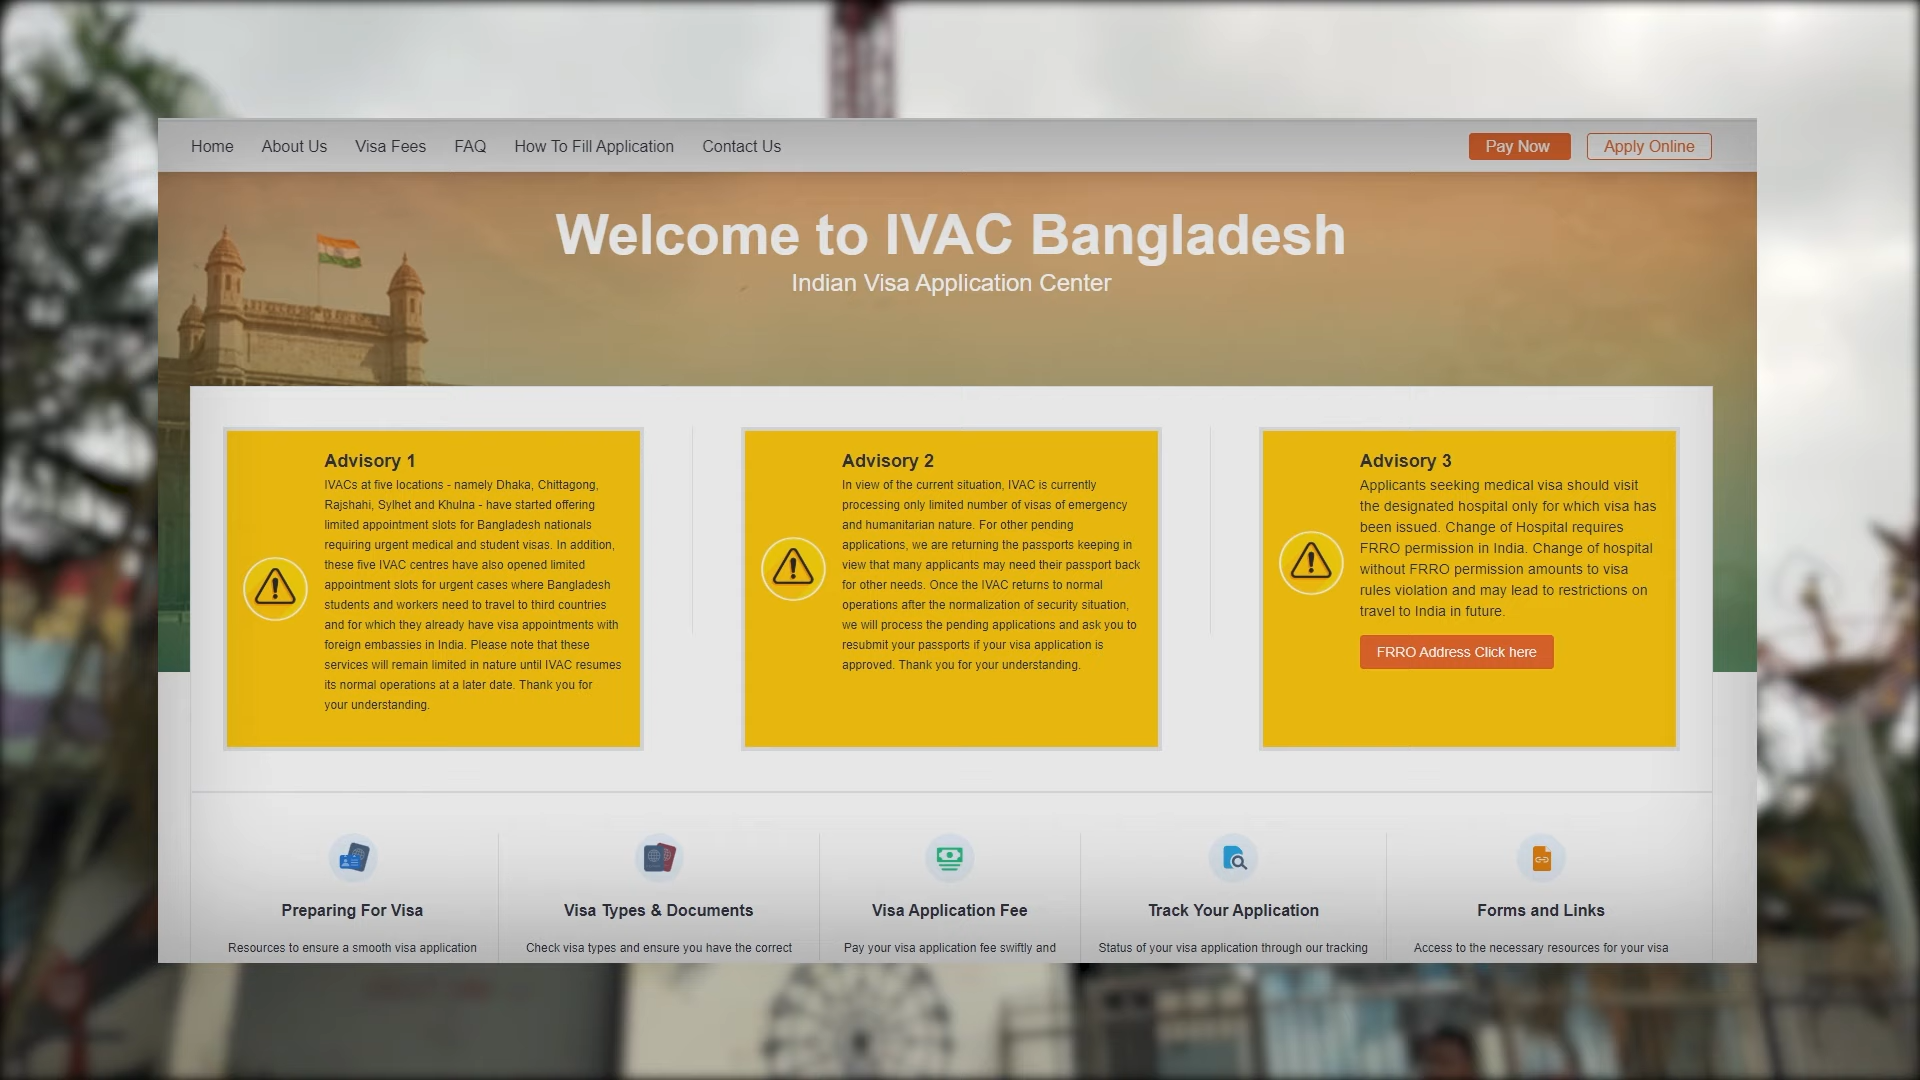 Home About Us Visa Fees FAQ How To Fill Application Contact Us Pay Now Apply Online
Welcome to IVAC Bangladesh
Indian Visa Application Center
Advisory 1
IVACs at five locations - namely Dhaka, Chittagong,
Rajshahi, Sylhet and Khulna - have started offering
limited appointment slots for Bangladesh nationals
requiring urgent medical and student visas. In addition,
these five IVAC centres have also opened limited
appointment slots for urgent cases where Bangladesh
students and workers need to travel to third countries
and for which they already have visa appointments with
foreign embassies in India. Please note that these
services will remain limited in nature until IVAC resumes
its normal operations at a later date. Thank you for
your understanding.
Advisory 2
In view of the current situation, IVAC is currently
processing only limited number of visas of emergency
and humanitarian nature. For other pending
applications, we are returning the passports keeping in
view that many applicants may need their passport back
for other needs. Once the IVAC returns to normal
operations after the normalization of security situation,
we will process the pending applications and ask you to
resubmit your passports if your visa application is
approved. Thank you for your understanding.
Advisory 3
Applicants seeking medical visa should visit
the designated hospital only for which visa has
been issued. Change of Hospital requires
FRRO permission in India. Change of hospital
without FRRO permission amounts to visa
rules violation and may lead to restrictions on
travel to India in future.
FRRO Address Click here
Preparing For Visa
Resources to ensure a smooth visa application
Visa Types & Documents
Check visa types and ensure you have the correct
Visa Application Fee
Pay your visa application fee swiftly and
Track Your Application
Status of your visa application through our tracking
Forms and Links
Access to the necessary resources for your visa